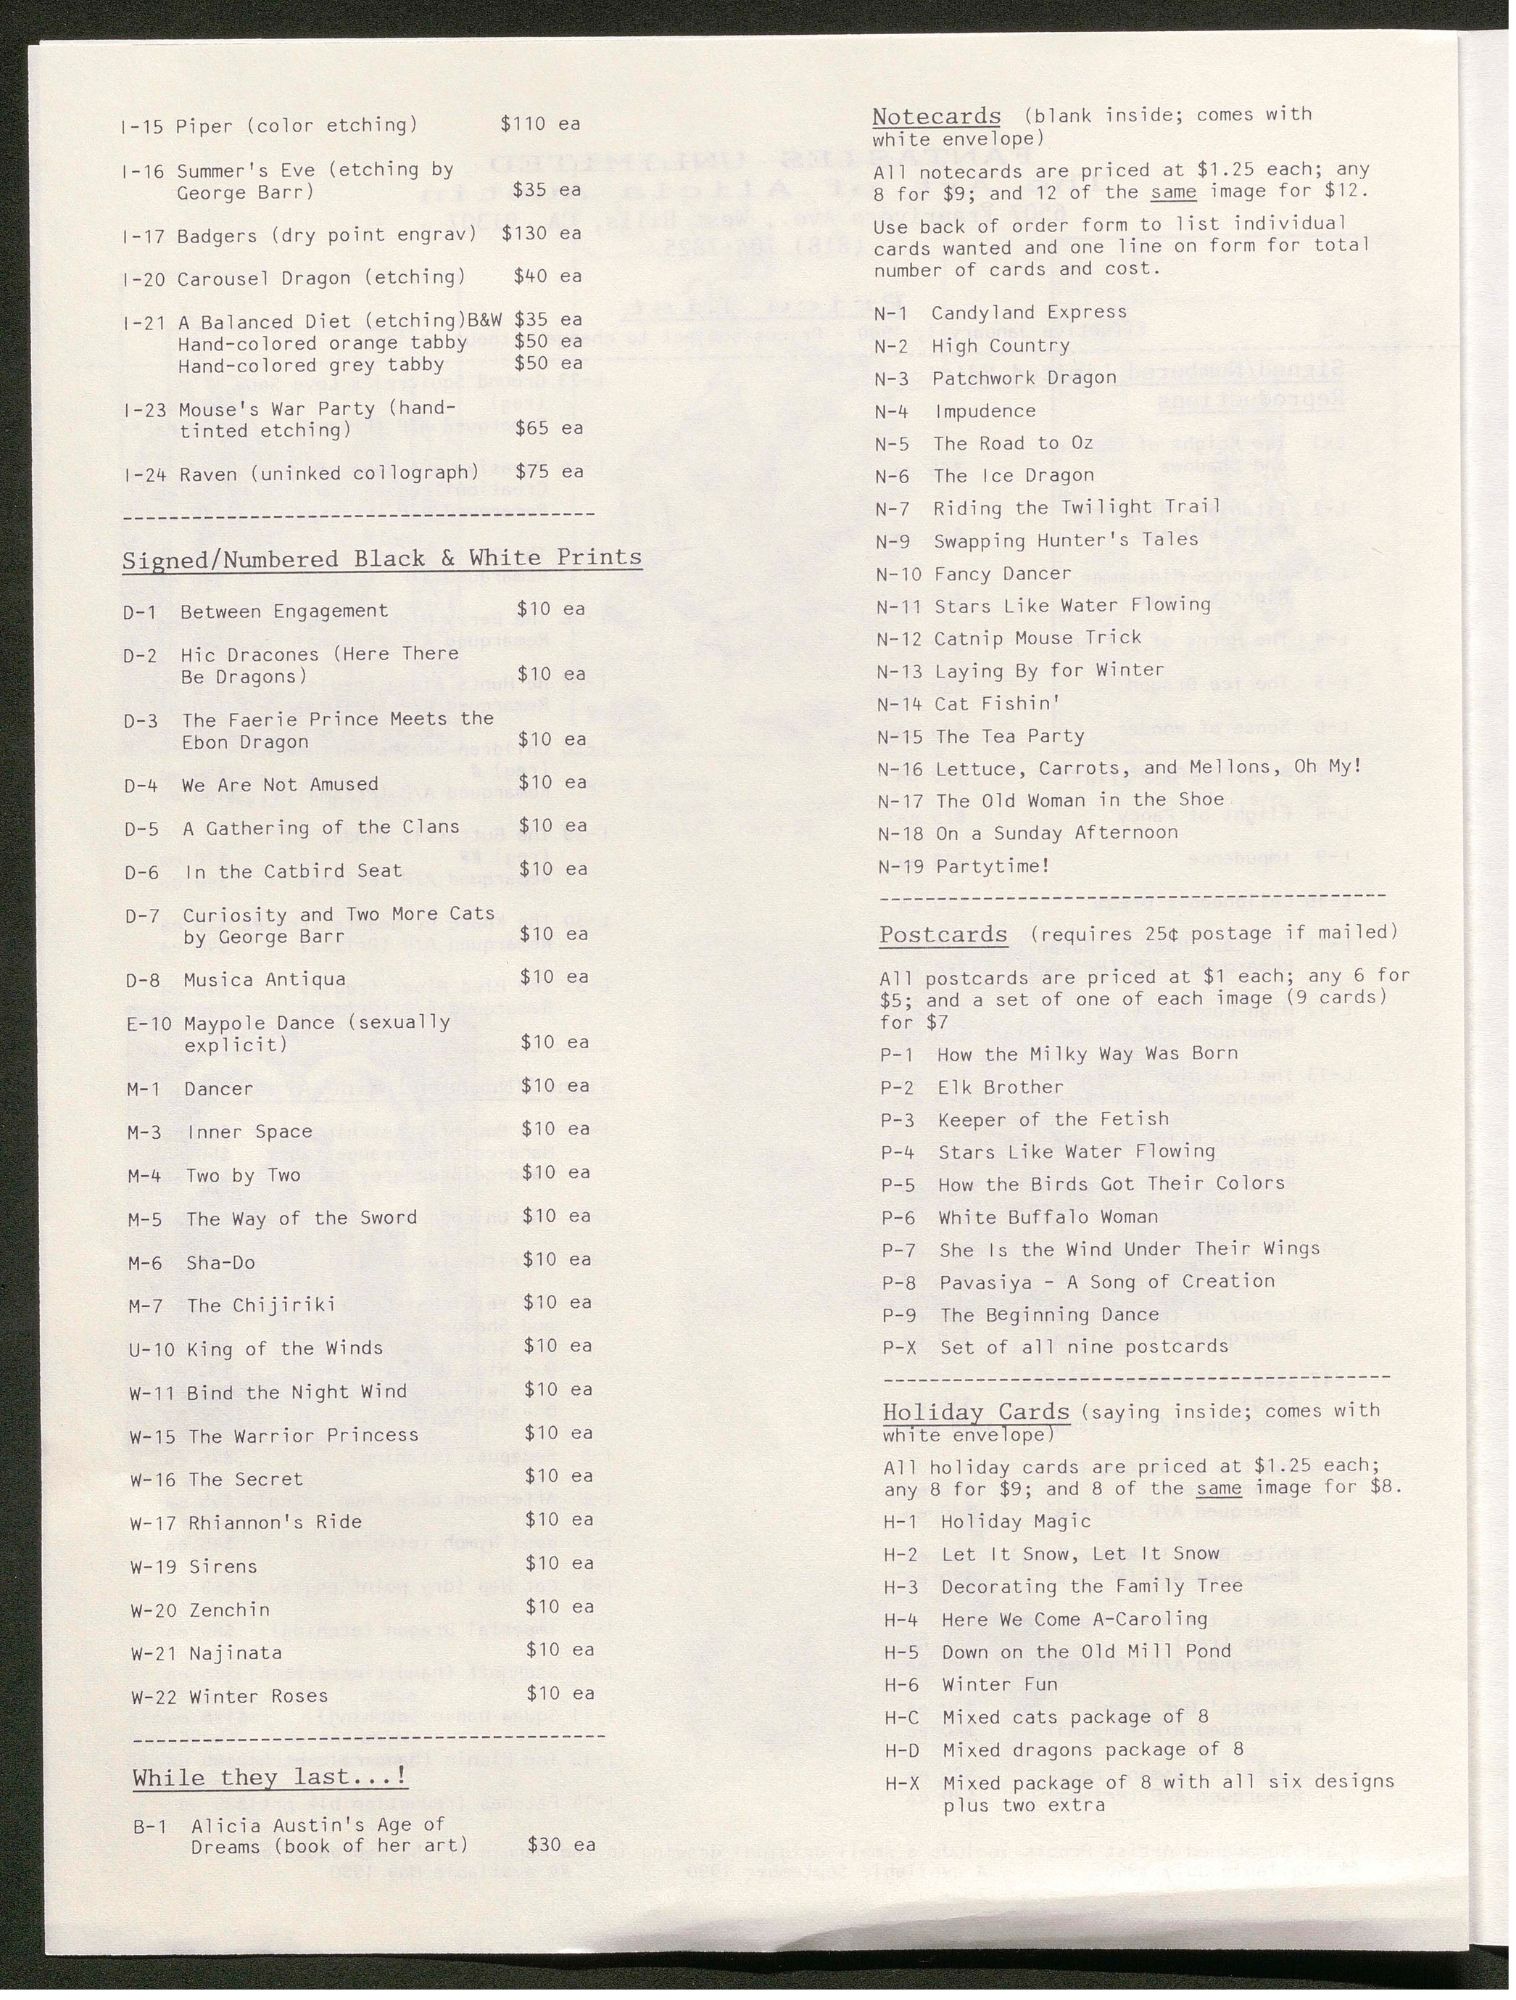 I-15 Piper (color etching) $110 ea
I-16 Summer's Eve (etching by
George Barr) $35 ea
I-17 Badgers (dry point engrav) $130 ea
I-20 Carousel Dragon (etching) $40 ea
I-21 A Balanced Diet (etching)B&W $35 ea
Hand-colored orange tabby $50 ea
Hand-colored grey tabby $50 ea
I-23 Mouse's War Party (hand-
tinted etching) $65 ea
I-24 Raven (uninked collograph) $75 ea
-----------------------------------------
Signed/Numbered Black & White Prints
D-1 Between Engagement $10 ea
D-2 Hic Dracones (Here There
Be Dragons) $10 ea
D-3 The Faerie Prince Meets the
Ebon Dragon $10 ea
D-4 We Are Not Amused $10 ea
D-5 A Gathering of the Clans $10 ea
D-6 In the Catbird Seat $10 ea
D-7 Curiosity and Two More Cats
by George Barr $10 ea
D-8 Musica Antiqua $10 ea
E-10 Maypole Dance (sexually
explicit) $10 ea
M-1 Dancer $10 ea
M-3 Inner Space $10 ea
M-4 Two by Two $10 ea
M-5 The Way of the Sword $10 ea
M-6 Sha-Do $10 ea
M-7 The Chijiriki $10 ea
U-10 King of the Winds $10 ea
W-11 Bind the Night Wind $10 ea
W-15 The Warrior Princess $10 ea
W-16 The Secret $10 ea
W-17 Rhiannon's Ride $10 ea
W-19 Sirens $10 ea
W-20 Zenchin $10 ea
W-21 Najinata $10 ea
W-22 Winter Roses $10 ea
-----------------------------------------
While they last...!
B-1 Alicia Austin's Age of
Dreams (book of her art) $30 ea
Notecards (blank inside; comes with
white envelope)
All notecards are priced at $1.25 each; any
8 for $9; and 12 of the same image for $12.
Use back of order form to list individual
cards wanted and one line on form for total
number of cards and cost.
N-1 Candyland Express
N-2 High Country
N-3 Patchwork Dragon
N-4 Impudence
N-5 The Road to Oz
N-6 The Ice Dragon
N-7 Riding the Twilight Trail
N-9 Swapping Hunter's Tales
N-10 Fancy Dancer
N-11 Stars Like Water Flowing
N-12 Catnip Mouse Trick
N-13 Laying By for Winter
N-14 Cat Fishin'
N-15 The Tea Party
N-16 Lettuce, Carrots, and Mellons, Oh My!
N-17 The Old Woman in the Shoe
N-18 On a Sunday Afternoon
N-19 Partytime!
--------------------------------------------
Postcards (requires 25¢ postage if mailed)
All postcards are priced at $1 each; any 6 for
$5; and a set of one of each image (9 cards)
for $7
P-1 How the Milky Way Was Born
P-2 Elk Brother
P-3 Keeper of the Fetish
P-4 Stars Like Water Flowing
P-5 How the Birds Got Their Colors
P-6 White Buffalo Woman
P-7 She Is the Wind Under Their Wings
P-8 Pavasiya - A Song of Creation
P-9 The Beginning Dance
P-X Set of all nine postcards
--------------------------------------------
Holiday Cards (saying inside; comes with
white envelope)
All holiday cards are priced at $1.25 each;
any 8 for $9; and 8 of the same image for $8.
H-1 Holiday Magic
H-2 Let It Snow, Let It Snow
H-3 Decorating the Family Tree
H-4 Here We Come A-Caroling
H-5 Down on the Old Mill Pond
H-6 Winter Fun
H-C Mixed cats package of 8
H-D Mixed dragons package of 8
H-X Mixed package of 8 with all six designs
plus two extra